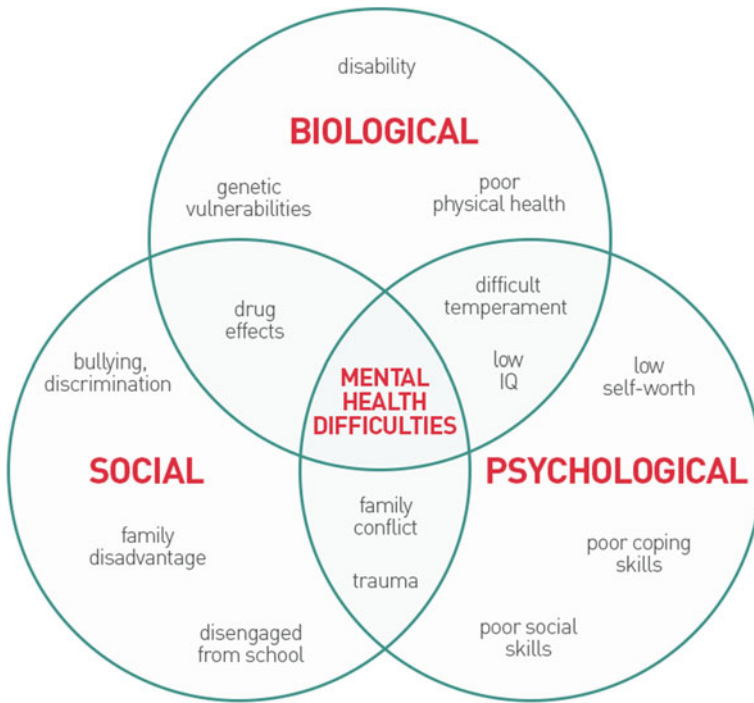 disability
BIOLOGICAL
genetic
vulnerabilities
poor
physical health
drug
effects
difficult
temperament
low
IQ
bullying,
discrimination
low
self-worth
MENTAL
HEALTH
DIFFICULTIES
SOCIAL
PSYCHOLOGICAL
family
disadvantage
family
conflict
trauma
poor coping
skills
disengaged
from school
poor social
skills